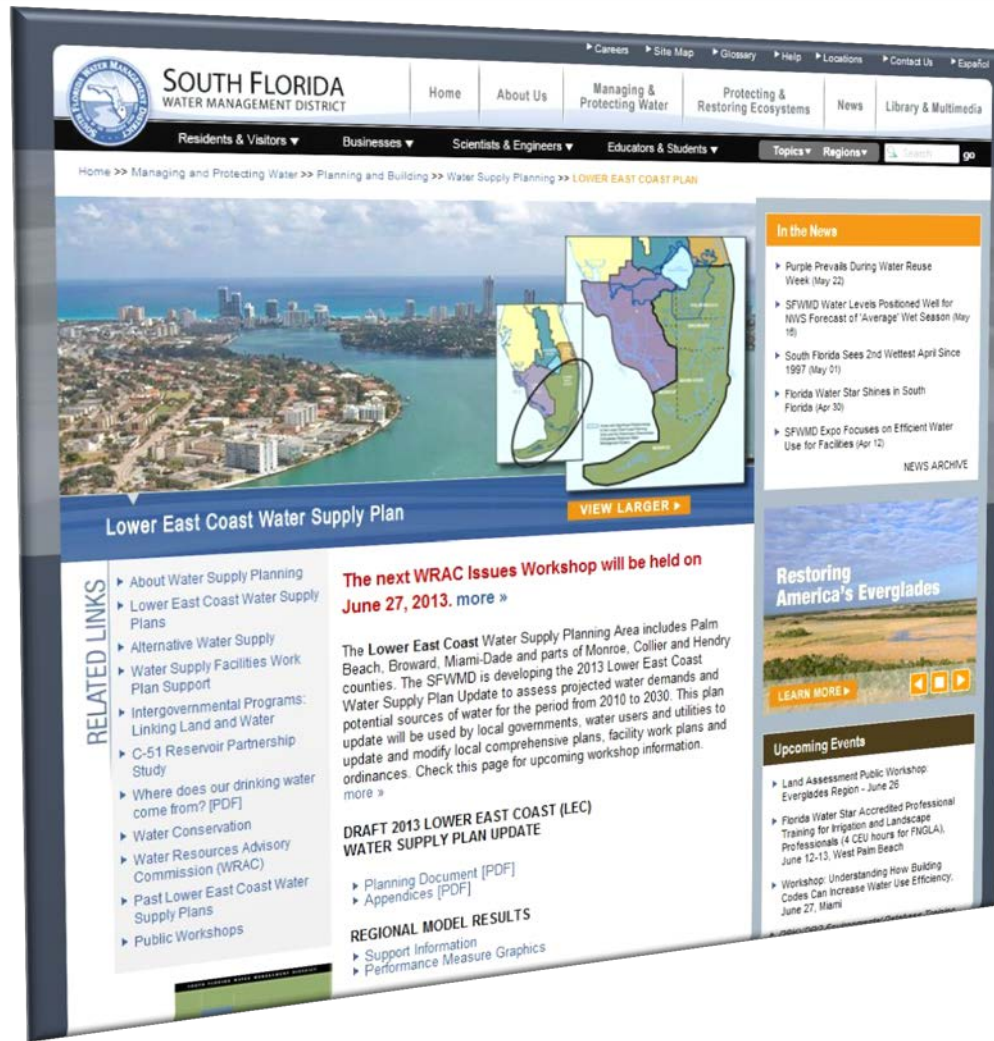 Careers Site Map Glossary Help Locations Contact Us Español
SOUTH FLORIDA
WATER MANAGEMENT DISTRICT
Home
About Us
Managing &
Protecting Water
Protecting &
Restoring Ecosystems
News
Library & Multimedia
Residents & Visitors ▼ Businesses ▼ Scientists & Engineers ▼ Educators & Students ▼ Topics▼ Regions▼ Search go
Home >> Managing and Protecting Water >> Planning and Building >> Water Supply Planning >> LOWER EAST COAST PLAN
VIEW LARGER
Lower East Coast Water Supply Plan
RELATED LINKS
About Water Supply Planning
Lower East Coast Water Supply
Plans
Alternative Water Supply
Water Supply Facilities Work
Plan Support
Intergovernmental Programs:
Linking Land and Water
C-51 Reservoir Partnership
Study
Where does our drinking water
come from? [PDF]
Water Conservation
Water Resources Advisory
Commission (WRAC)
Past Lower East Coast Water
Supply Plans
Public Workshops
SOUTH FLORIDA WATER MANAGEMENT DISTRICT
The next WRAC Issues Workshop will be held on
June 27, 2013. more »
The Lower East Coast Water Supply Planning Area includes Palm
Beach, Broward, Miami-Dade and parts of Monroe, Collier and Hendry
counties. The SFWMD is developing the 2013 Lower East Coast
Water Supply Plan Update to assess projected water demands and
potential sources of water for the period from 2010 to 2030. This plan
update will be used by local governments, water users and utilities to
update and modify local comprehensive plans, facility work plans and
ordinances. Check this page for upcoming workshop information.
more »
DRAFT 2013 LOWER EAST COAST (LEC)
WATER SUPPLY PLAN UPDATE
Planning Document [PDF]
Appendices [PDF]
REGIONAL MODEL RESULTS
Support Information
Performance Measure Graphics
In the News
Purple Prevails During Water Reuse
Week (May 22)
SFWMD Water Levels Positioned Well for
NWS Forecast of 'Average' Wet Season (May
16)
South Florida Sees 2nd Wettest April Since
1997 (May 01)
Florida Water Star Shines in South
Florida (Apr 30)
SFWMD Expo Focuses on Efficient Water
Use for Facilities (Apr 12)
NEWS ARCHIVE
Restoring
America's Everglades
LEARN MORE
Upcoming Events
Land Assessment Public Workshop:
Everglades Region - June 26
Florida Water Star Accredited Professional
Training for Irrigation and Landscape
Professionals (4 CEU hours for FNGLA),
June 12-13, West Palm Beach
Workshop: Understanding How Building
Codes Can Increase Water Use Efficiency,
June 27, Miami